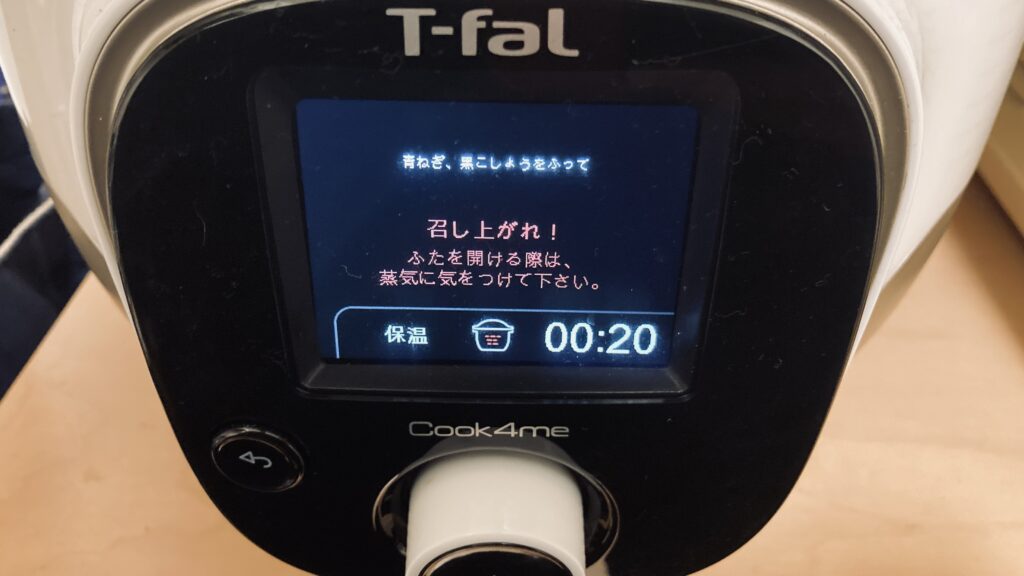 T-fal
青ねぎ、黒こしょうをふって
召し上がれ！
ふたを開ける際は、
蒸気に気をつけて下さい。
保温 00:20
Cook4me